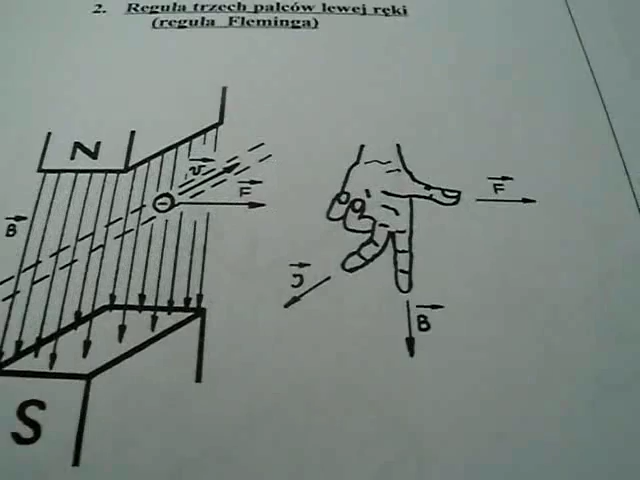 2. Reguła trzech palców lewej ręki
(reguła Fleminga)
N
v
F
B
F
J
B
S